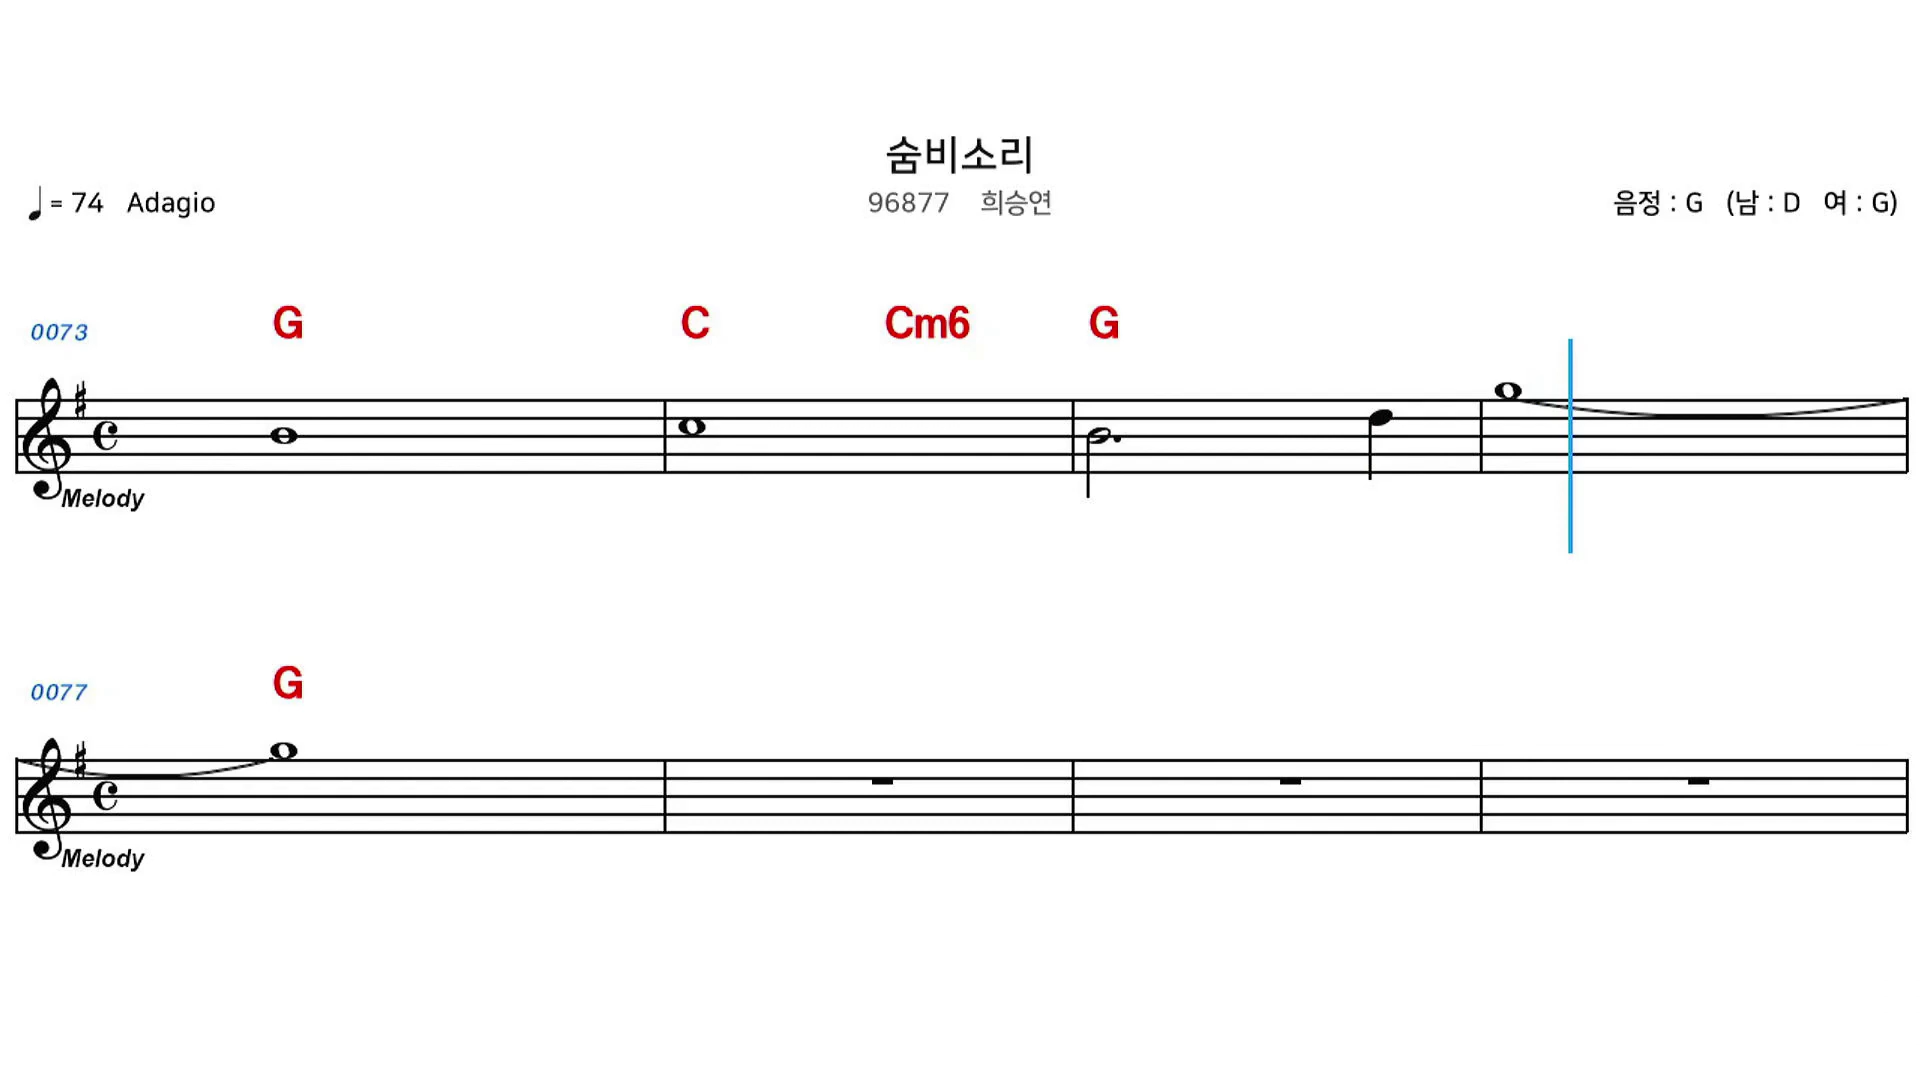 숨비소리
♩ = 74 Adagio
96877 희승연
음정 : G (남 : D 여 : G)
0073 G C Cm6 G
Melody
0077 G
Melody